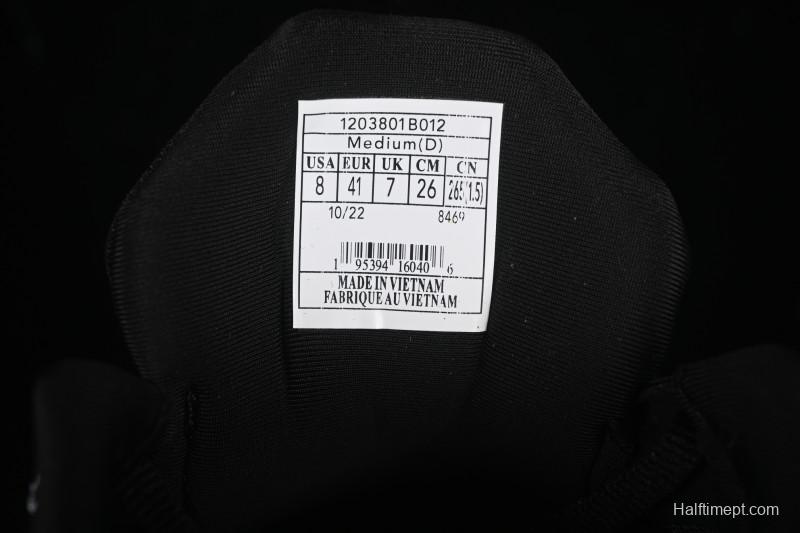 1203801B012
Medium(D)
USA EUR UK CM CN
8 41 7 26 265(1.5)
10/22 8469
1 95394 16040 6
MADE IN VIETNAM
FABRIQUE AU VIETNAM
Halftimept.com